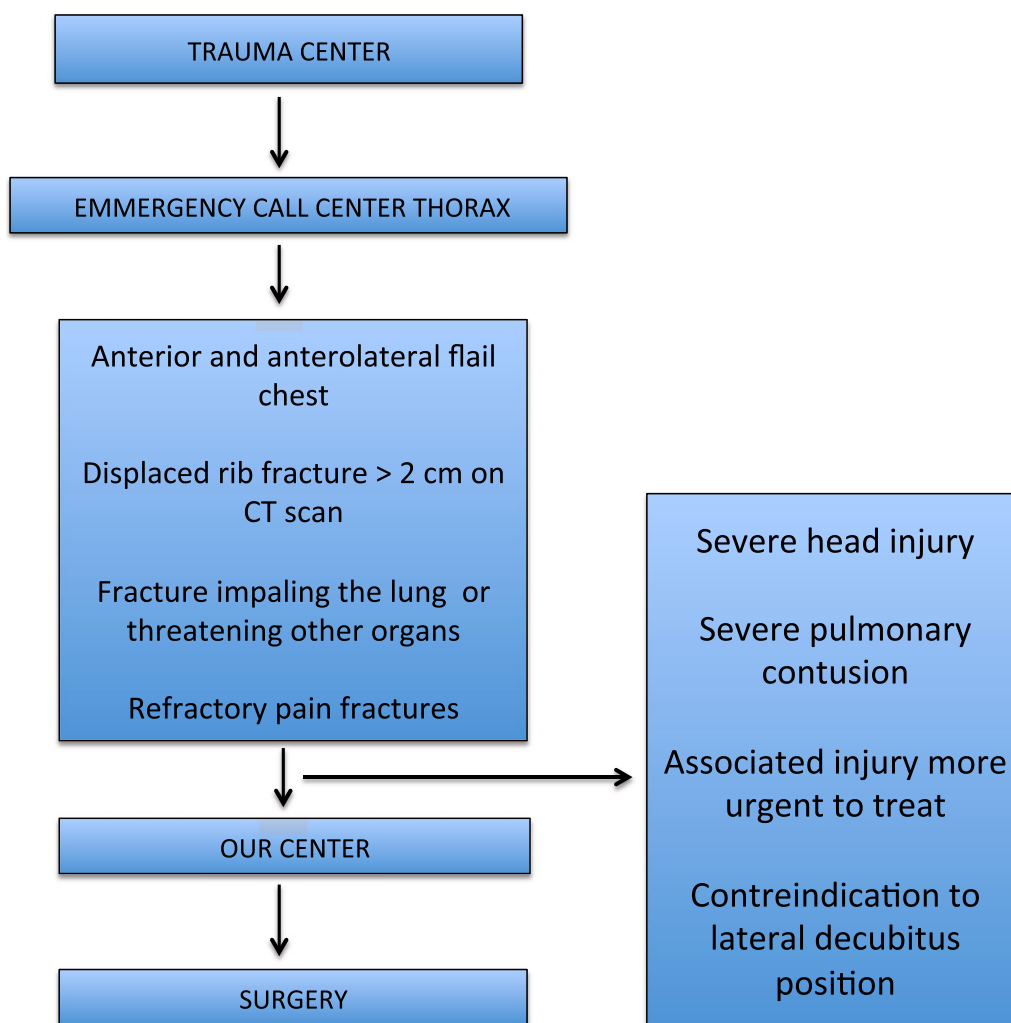 TRAUMA CENTER
EMMERGENCY CALL CENTER THORAX
Anterior and anterolateral flail
chest
Displaced rib fracture > 2 cm on
CT scan
Fracture impaling the lung or
threatening other organs
Refractory pain fractures
OUR CENTER
SURGERY
Severe head injury
Severe pulmonary
contusion
Associated injury more
urgent to treat
Contreindication to
lateral decubitus
position